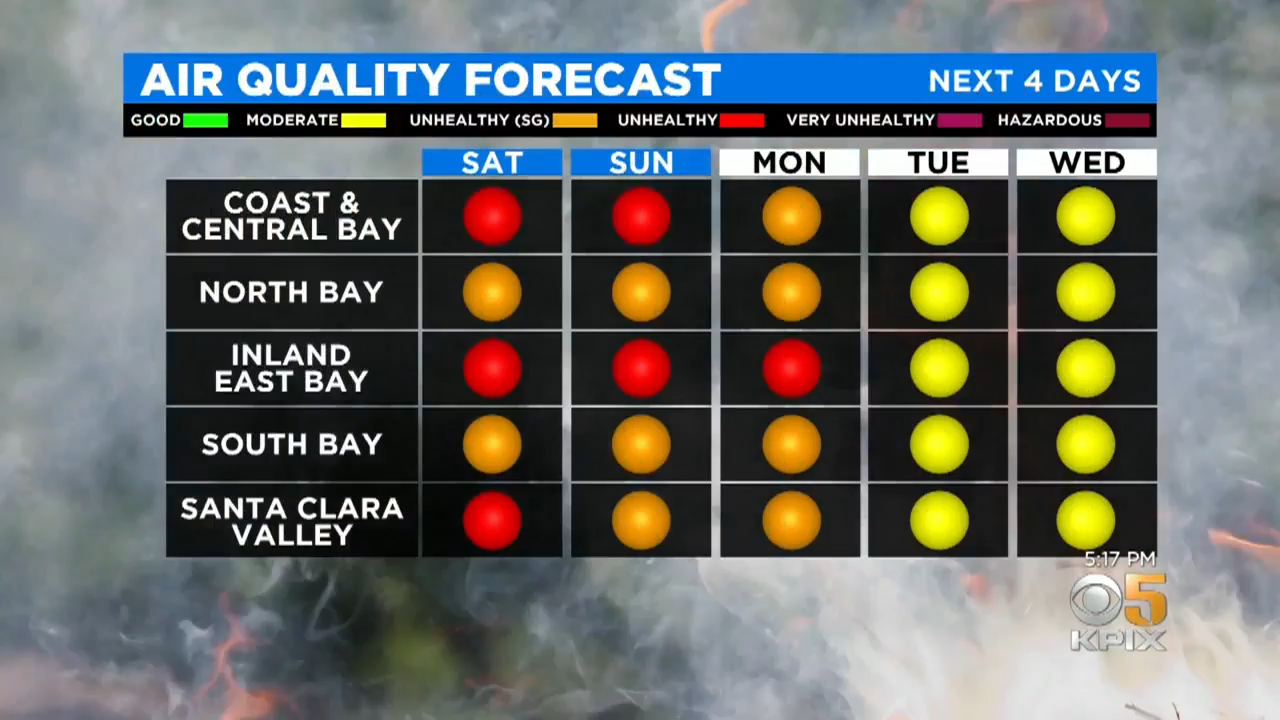 AIR QUALITY FORECAST NEXT 4 DAYS
GOOD MODERATE UNHEALTHY (SG) UNHEALTHY VERY UNHEALTHY HAZARDOUS
SAT SUN MON TUE WED
COAST &
CENTRAL BAY
NORTH BAY
INLAND
EAST BAY
SOUTH BAY
SANTA CLARA
VALLEY
5:17 PM
5
KPIX